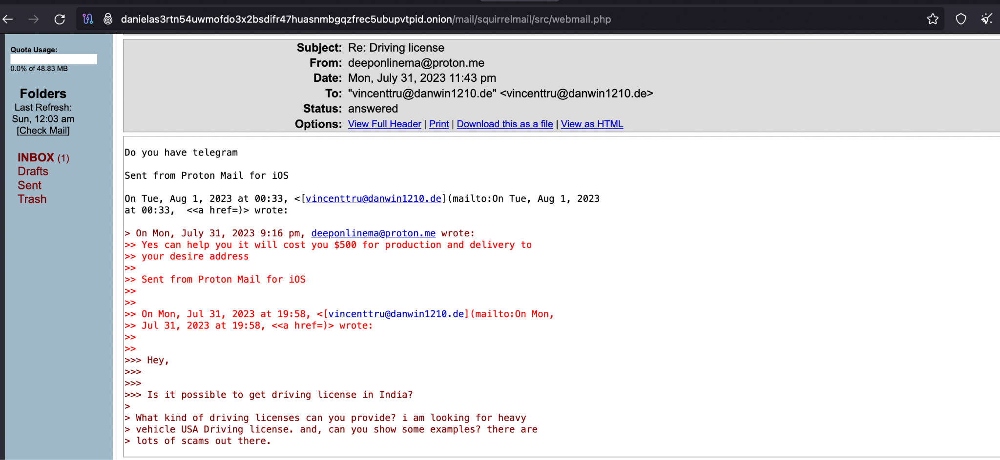 danielas3rtn54uwmofdo3x2bsdifr47huasnmbgqzfrec5ubupvtpid.onion/mail/squirrelmail/src/webmail.php
Quota Usage:
0.0% of 48.83 MB
Folders
Last Refresh:
Sun, 12:03 am
[Check Mail]
INBOX (1)
Drafts
Sent
Trash
Subject: Re: Driving license
From: deeponlinema@proton.me
Date: Mon, July 31, 2023 11:43 pm
To: "vincenttru@danwin1210.de" <vincenttru@danwin1210.de>
Status: answered
Options: View Full Header | Print | Download this as a file | View as HTML
Do you have telegram
Sent from Proton Mail for iOS
On Tue, Aug 1, 2023 at 00:33, <[vincenttru@danwin1210.de](mailto:On Tue, Aug 1, 2023
at 00:33,  <<a href=)> wrote:
> On Mon, July 31, 2023 9:16 pm, deeponlinema@proton.me wrote:
>> Yes can help you it will cost you $500 for production and delivery to
>> your desire address
>>
>> Sent from Proton Mail for iOS
>>
>>
>> On Mon, Jul 31, 2023 at 19:58, <[vincenttru@danwin1210.de](mailto:On Mon,
>> Jul 31, 2023 at 19:58, <<a href=)> wrote:
>>
>>
>>> Hey,
>>>
>>>
>>> Is it possible to get driving license in India?
>
> What kind of driving licenses can you provide? i am looking for heavy
> vehicle USA Driving license. and, can you show some examples? there are
> lots of scams out there.